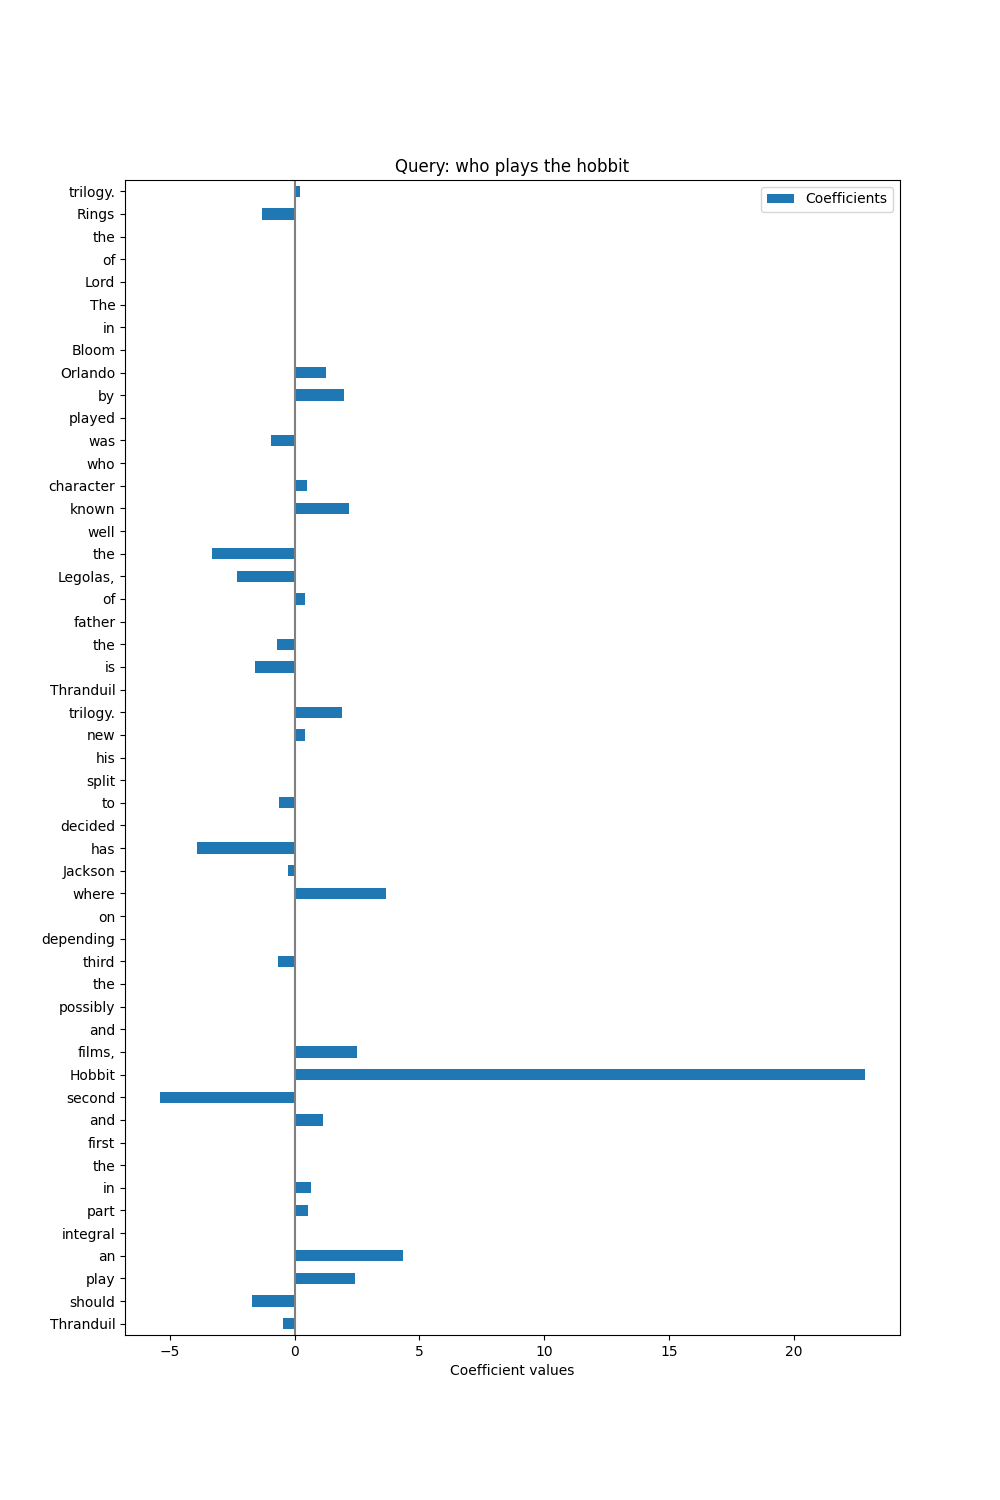 Query: who plays the hobbit
Coefficients
trilogy.
Rings
the
of
Lord
The
in
Bloom
Orlando
by
played
was
who
character
known
well
the
Legolas,
of
father
the
is
Thranduil
trilogy.
new
his
split
to
decided
has
Jackson
where
on
depending
third
the
possibly
and
films,
Hobbit
second
and
first
the
in
part
integral
an
play
should
Thranduil
−5 0 5 10 15 20
Coefficient values